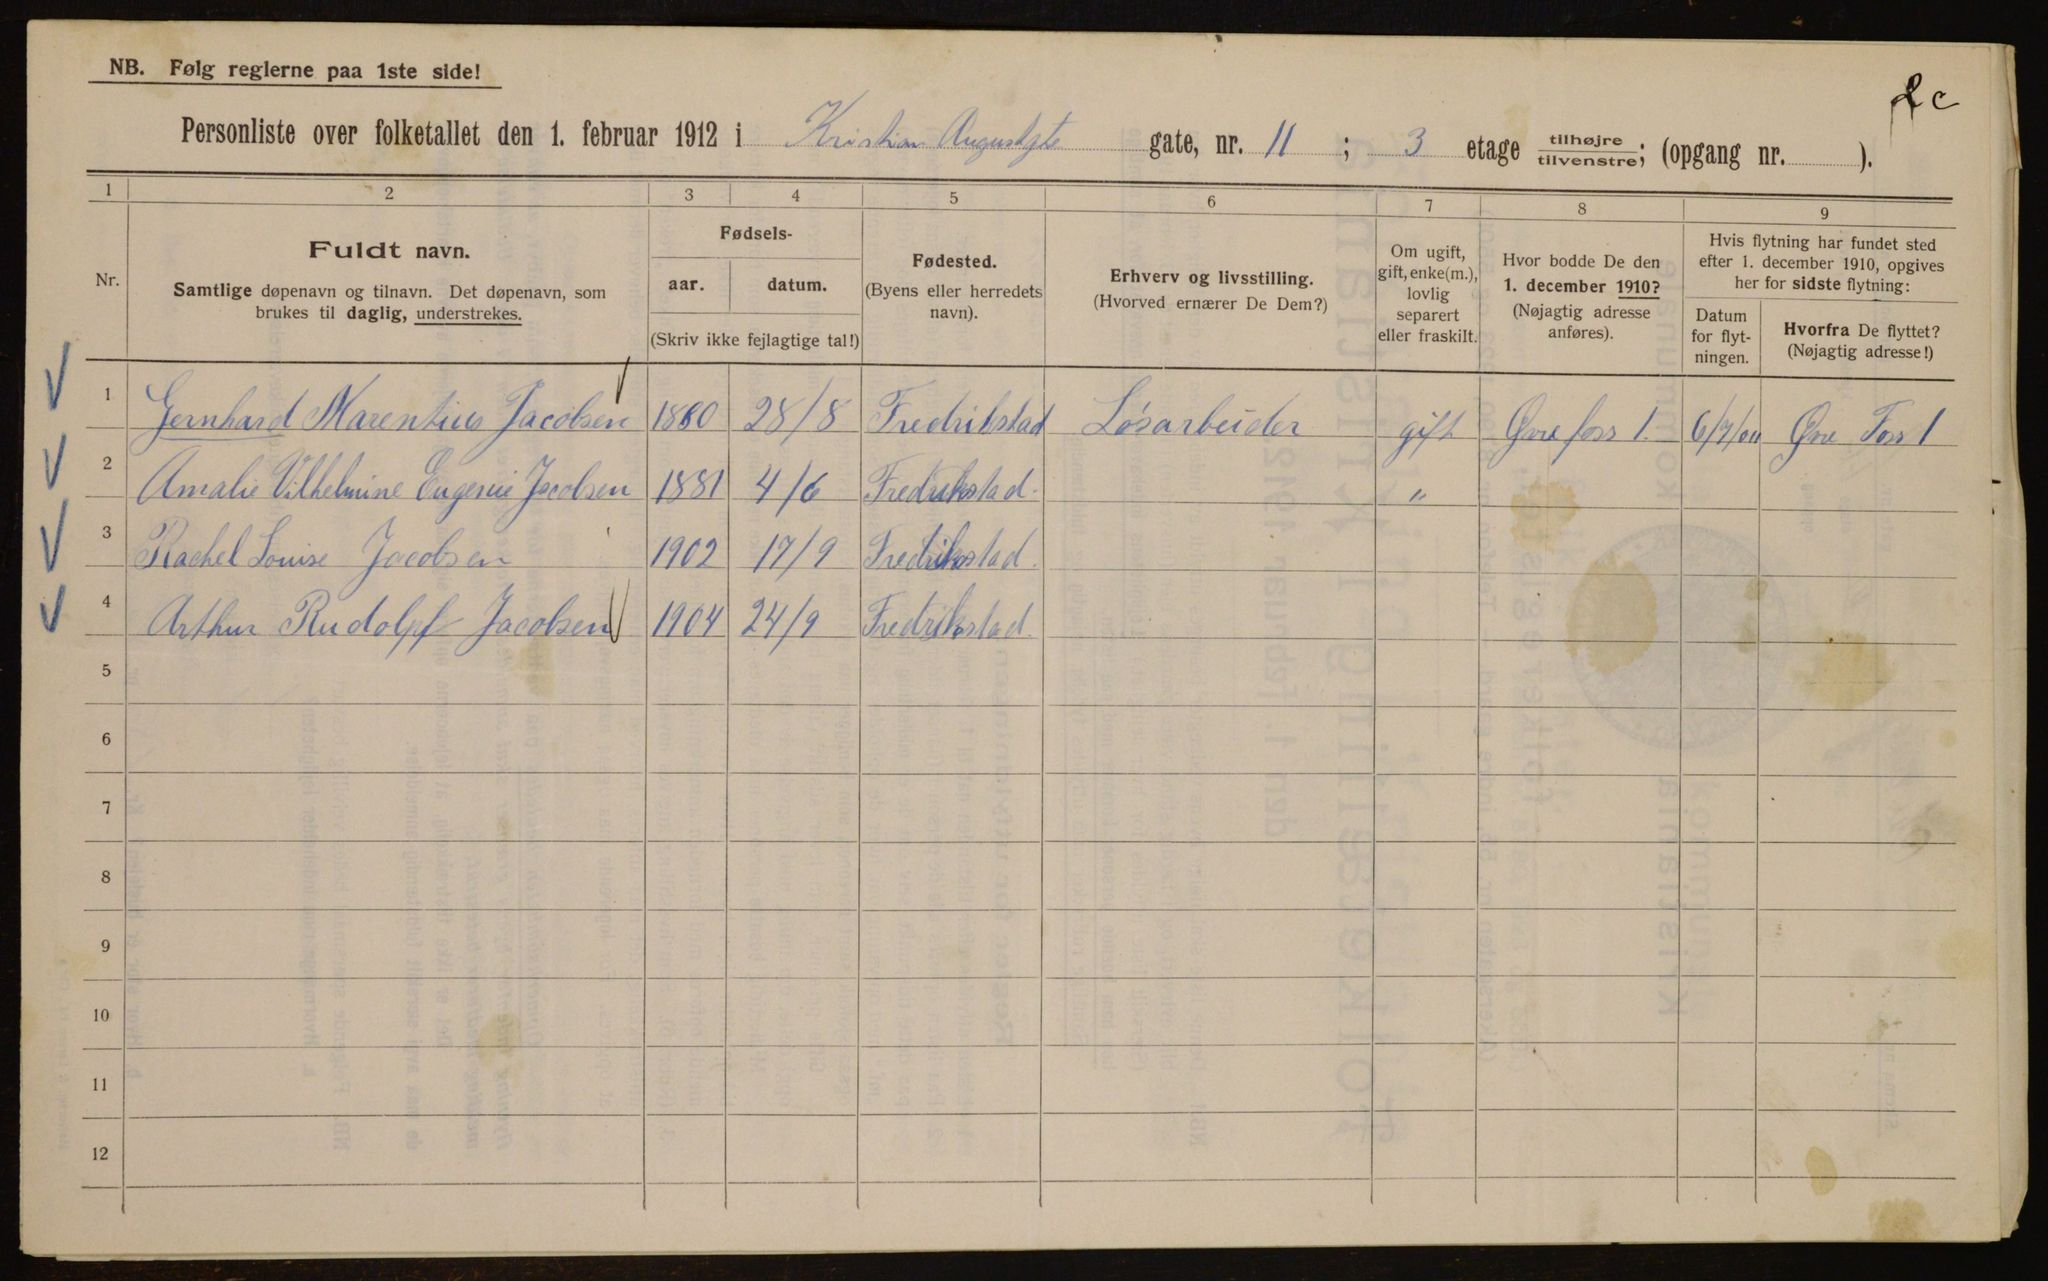 2c
NB. Følg reglerne paa 1ste side!
Personliste over folketallet den 1. februar 1912 i Kristian Augustgte gate, nr. 11 ; 3 etage tilhøjre/tilvenstre; (opgang nr. ).
1 2 3 4 5 6 7 8 9
Nr.
Fuldt navn.
Samtlige døpenavn og tilnavn. Det døpenavn, som
brukes til daglig, understrekes.
Fødsels-
aar. datum.
(Skriv ikke fejlagtige tal!)
Fødested.
(Byens eller herredets
navn).
Erhverv og livsstilling.
(Hvorved ernærer De Dem?)
Om ugift,
gift, enke(m.),
lovlig
separert
eller fraskilt.
Hvor bodde De den
1. december 1910?
(Nøjagtig adresse
anføres).
Hvis flytning har fundet sted
efter 1. december 1910, opgives
her for sidste flytning:
Datum
for flyt-
ningen.
Hvorfra De flyttet?
(Nøjagtig adresse!)
1 Gernhard Marentius Jacobsen 1880 28/8 Fredrikstad Løsarbeider gift Øvre foss 1. 6/7/011 Øvre Foss 1
2 Amalie Vilhelmine Eugenie Jacobsen 1881 4/6 Fredrikstad. "
3 Rachel Louise Jacobsen 1902 17/9 Fredrikstad.
4 Arthur Rudolpf Jacobsen 1904 24/9 Fredrikstad.
5
6
7
8
9
10
11
12